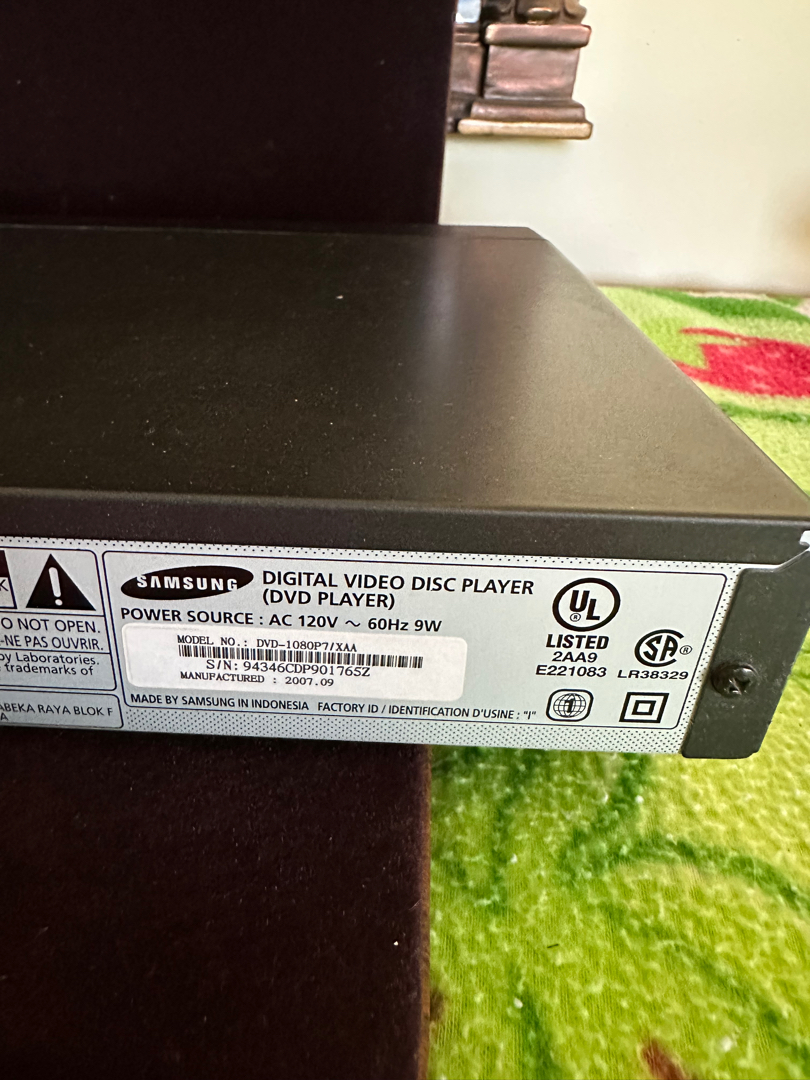 K
O NOT OPEN.
-NE PAS OUVRIR.
by Laboratories.
trademarks of
ABEKA RAYA BLOK F
A
SAMSUNG DIGITAL VIDEO DISC PLAYER
(DVD PLAYER)
POWER SOURCE : AC 120V ~ 60Hz 9W
MODEL NO.: DVD-1080P7/XAA
S/N: 94346CDP901765Z
MANUFACTURED : 2007.09
MADE BY SAMSUNG IN INDONESIA FACTORY ID / IDENTIFICATION D'USINE : "I"
UL ®
LISTED
2AA9
E221083
SA ®
LR38329
1